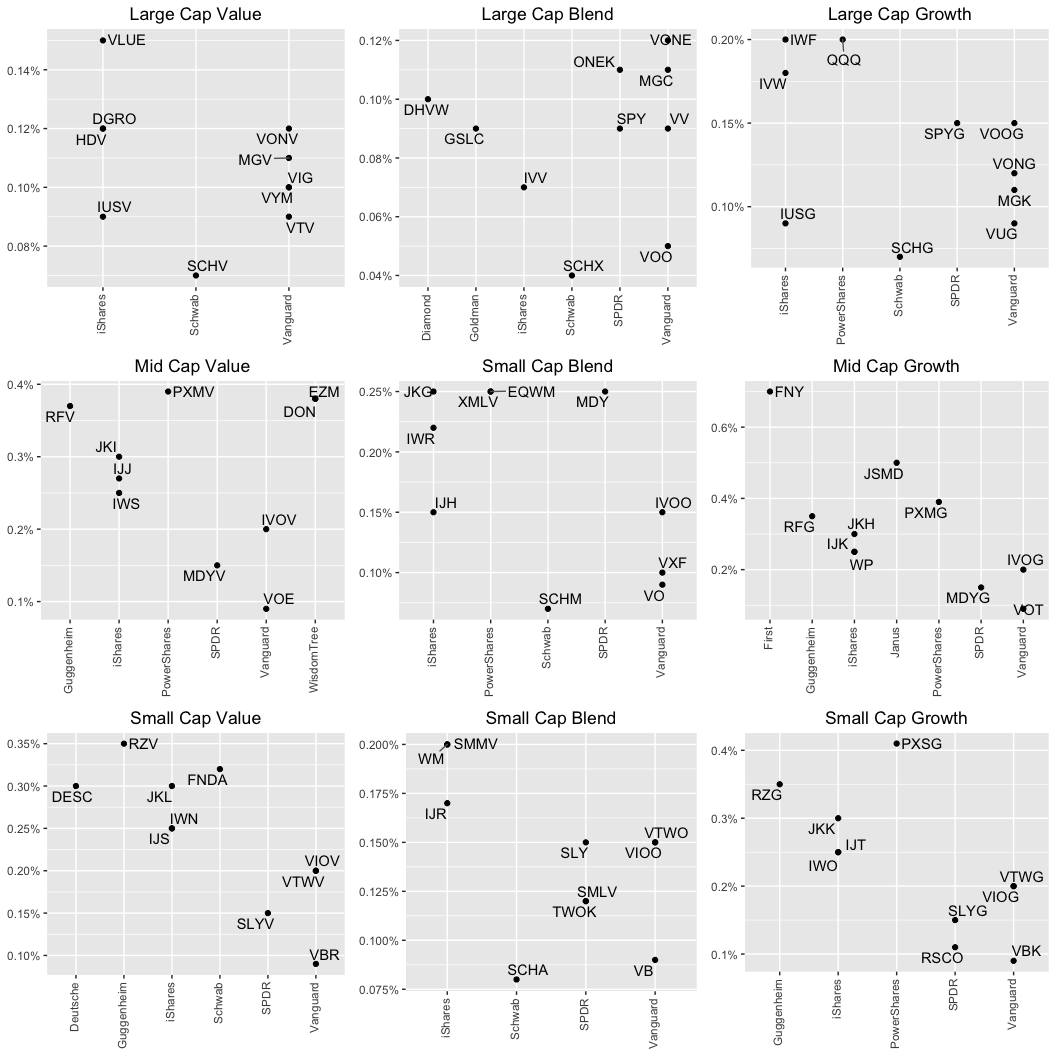 Large Cap Value
0.14%
0.12%
0.10%
0.08%
VLUE
DGRO
HDV
VONV
MGV
VIG
VYM
IUSV
VTV
SCHV
iShares
Schwab
Vanguard
Large Cap Blend
0.12%
0.10%
0.08%
0.06%
0.04%
VONE
ONEK
MGC
DHVW
SPY
VV
GSLC
IVV
VOO
SCHX
Diamond
Goldman
iShares
Schwab
SPDR
Vanguard
Large Cap Growth
0.20%
0.15%
0.10%
IWF
QQQ
IVW
SPYG
VOOG
VONG
MGK
IUSG
VUG
SCHG
iShares
PowerShares
Schwab
SPDR
Vanguard
Mid Cap Value
0.4%
0.3%
0.2%
0.1%
PXMV
EZM
RFV
DON
JKI
IJJ
IWS
IVOV
MDYV
VOE
Guggenheim
iShares
PowerShares
SPDR
Vanguard
WisdomTree
Small Cap Blend
0.25%
0.20%
0.15%
0.10%
JKG
EQWM
XMLV
MDY
IWR
IJH
IVOO
VXF
VO
SCHM
iShares
PowerShares
Schwab
SPDR
Vanguard
Mid Cap Growth
0.6%
0.4%
0.2%
FNY
JSMD
PXMG
RFG
JKH
IJK
WP
IVOG
MDYG
VOT
First
Guggenheim
iShares
Janus
PowerShares
SPDR
Vanguard
Small Cap Value
0.35%
0.30%
0.25%
0.20%
0.15%
0.10%
RZV
FNDA
DESC
JKL
IWN
IJS
VIOV
VTWV
SLYV
VBR
Deutsche
Guggenheim
iShares
Schwab
SPDR
Vanguard
Small Cap Blend
0.200%
0.175%
0.150%
0.125%
0.100%
0.075%
SMMV
WM
IJR
VTWO
SLY
VIOO
SMLV
TWOK
SCHA
VB
iShares
Schwab
SPDR
Vanguard
Small Cap Growth
0.4%
0.3%
0.2%
0.1%
PXSG
RZG
JKK
IJT
IWO
VTWG
VIOG
SLYG
RSCO
VBK
Guggenheim
iShares
PowerShares
SPDR
Vanguard